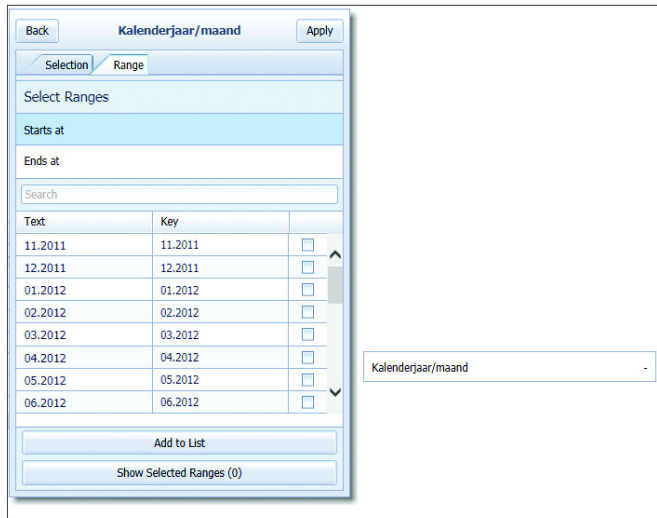 Back Kalenderjaar/maand Apply
Selection Range
Select Ranges
Starts at
Ends at
Search
Text Key
11.2011 11.2011
12.2011 12.2011
01.2012 01.2012
02.2012 02.2012
03.2012 03.2012
04.2012 04.2012
05.2012 05.2012
06.2012 06.2012
Add to List
Show Selected Ranges (0)
Kalenderjaar/maand -